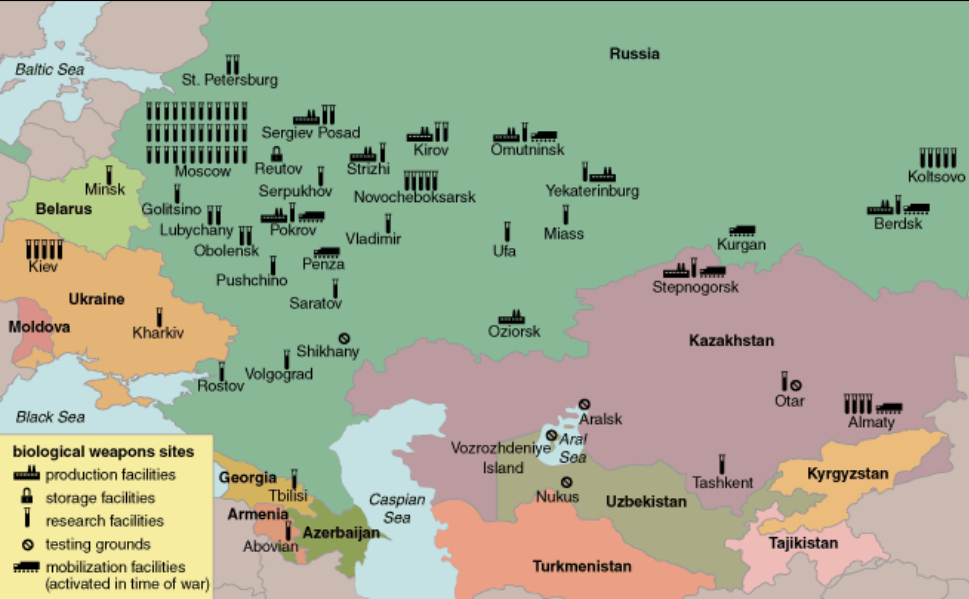 Russia
Baltic Sea
St. Petersburg
Sergiev Posad
Kirov
Omutninsk
Moscow
Reutov
Strizhi
Koltsovo
Minsk
Serpukhov
Novocheboksarsk
Yekaterinburg
Belarus
Golitsino
Lubychany
Pokrov
Vladimir
Miass
Berdsk
Obolensk
Ufa
Kurgan
Kiev
Penza
Pushchino
Stepnogorsk
Ukraine
Saratov
Moldova
Kharkiv
Oziorsk
Kazakhstan
Shikhany
Volgograd
Rostov
Otar
Black Sea
Aralsk
Almaty
Vozrozhdeniye
Island
Aral
Sea
biological weapons sites
production facilities
storage facilities
research facilities
testing grounds
mobilization facilities
(activated in time of war)
Georgia
Tbilisi
Armenia
Azerbaijan
Abovian
Caspian
Sea
Nukus
Uzbekistan
Tashkent
Kyrgyzstan
Tajikistan
Turkmenistan